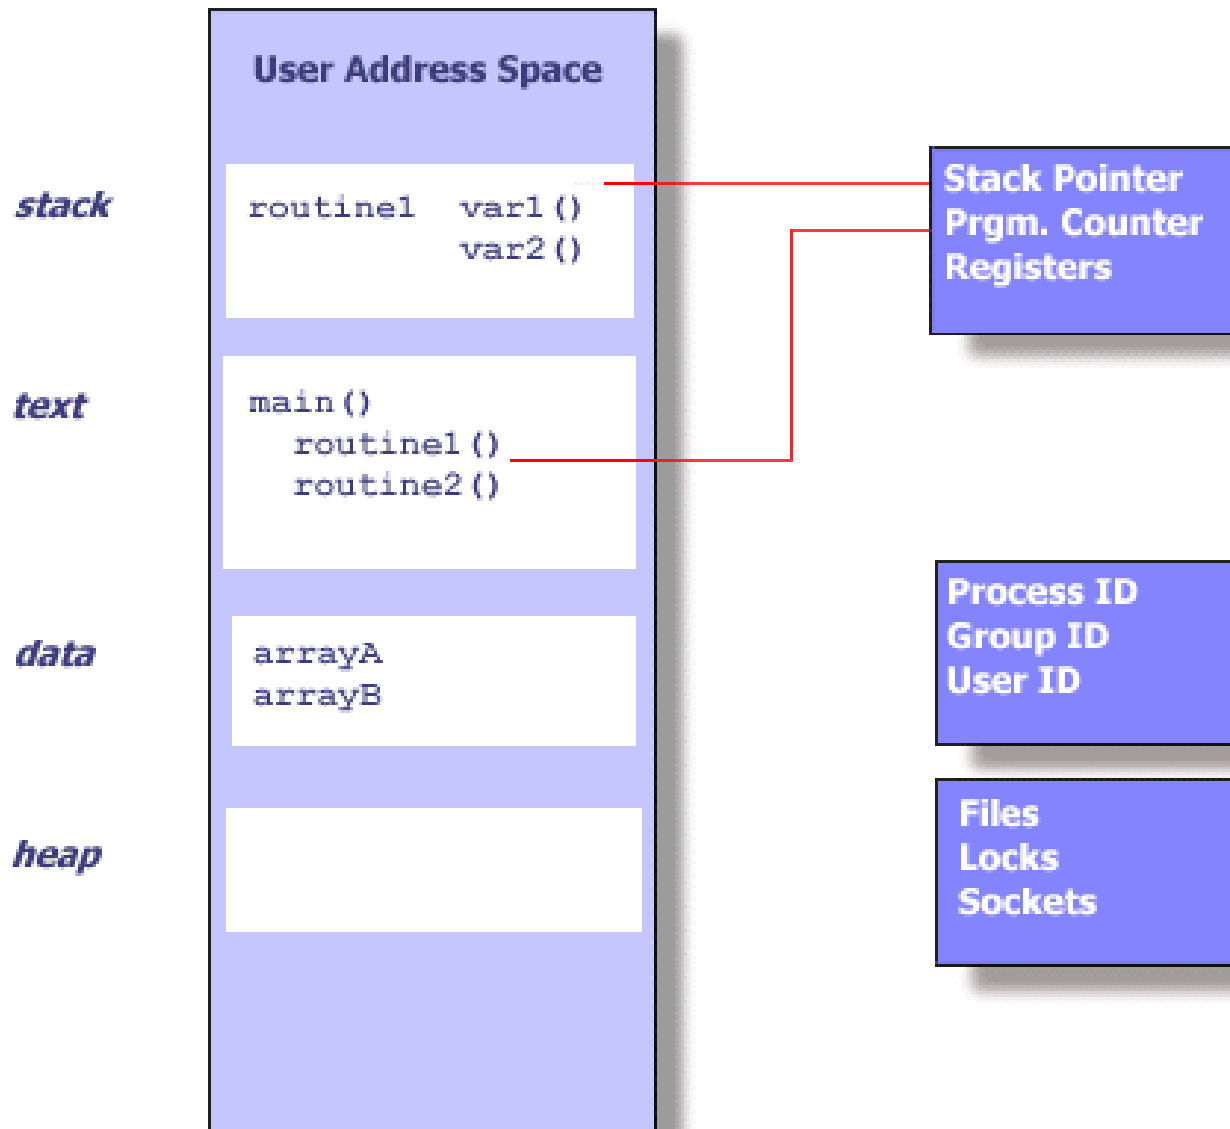 User Address Space
stack
routine1 var1()
var2()
text
main()
routine1()
routine2()
data
arrayA
arrayB
heap
Stack Pointer
Prgm. Counter
Registers
Process ID
Group ID
User ID
Files
Locks
Sockets